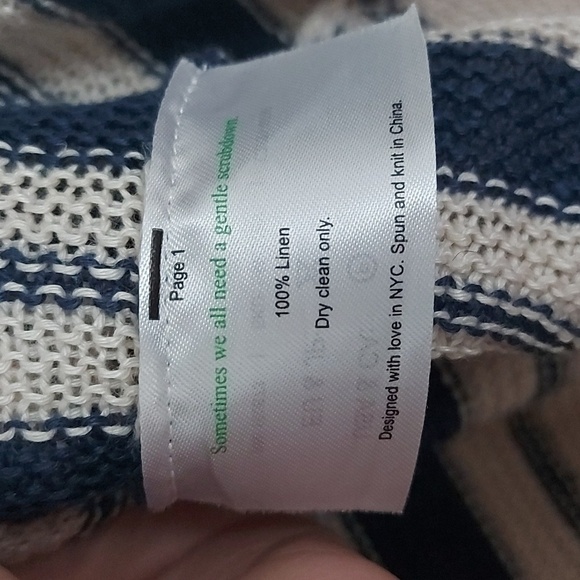 Page 1
Sometimes we all need a gentle scrubdown.
100% Linen
Dry clean only.
Designed with love in NYC. Spun and knit in China.